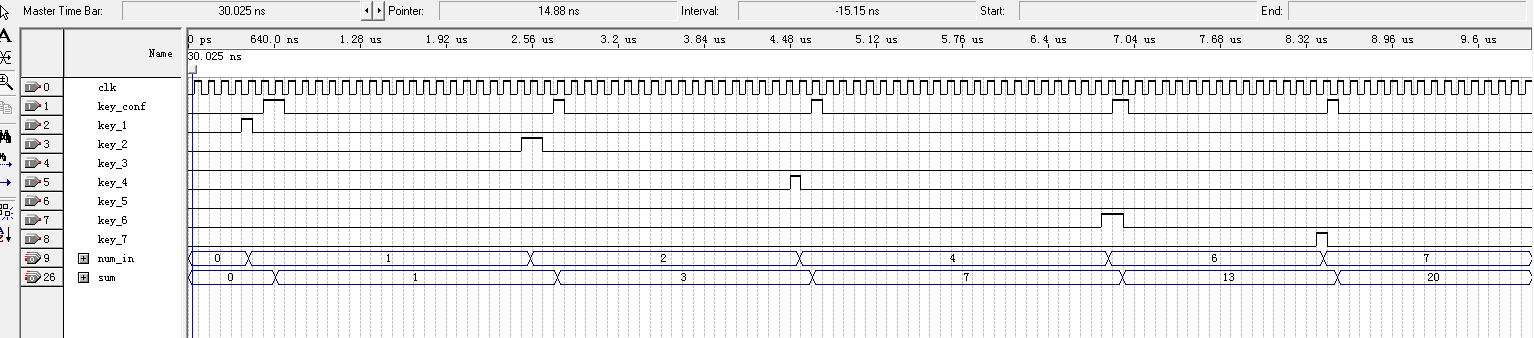 Master Time Bar: 30.025 ns Pointer: 14.88 ns Interval: -15.15 ns Start: End:
Name 0 ps 640.0 ns 1.28 us 1.92 us 2.56 us 3.2 us 3.84 us 4.48 us 5.12 us 5.76 us 6.4 us 7.04 us 7.68 us 8.32 us 8.96 us 9.6 us
30.025 ns
0 clk
1 key_conf
2 key_1
3 key_2
4 key_3
5 key_4
6 key_5
7 key_6
8 key_7
9 num_in 0 1 2 4 6 7
26 sum 0 1 3 7 13 20